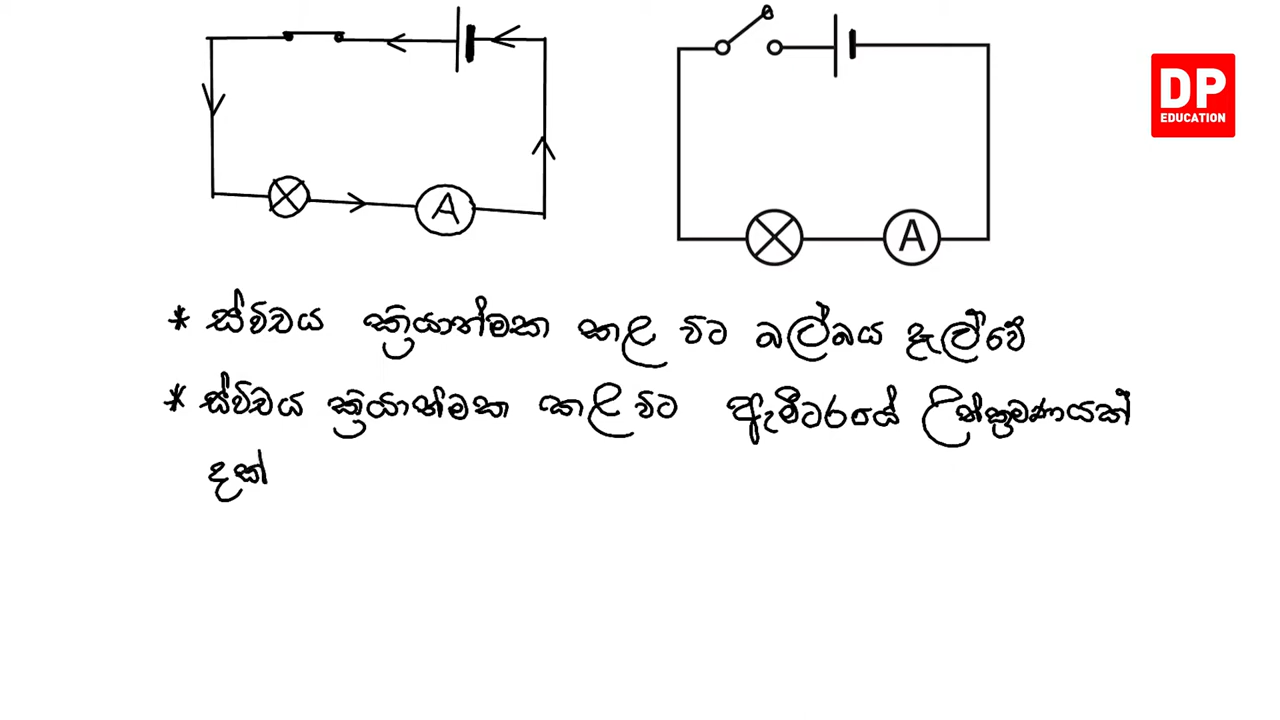 DP
EDUCATION
A
A
* ස්විචය ක්‍රියාත්මක කළ විට බල්බය දැල්වේ
* ස්විචය ක්‍රියාත්මක කළ විට ඇමීටරයේ උත්ක්‍රමණයක්
දක්